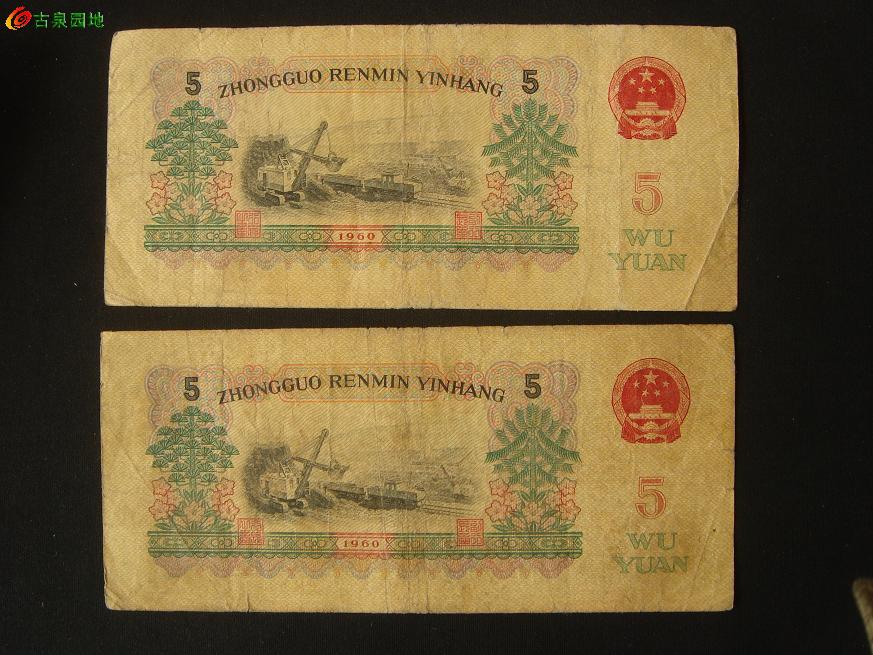 古泉园地
5 ZHONGGUO RENMIN YINHANG 5
5
WU
YUAN
1960
5 ZHONGGUO RENMIN YINHANG 5
5
WU
YUAN
1960